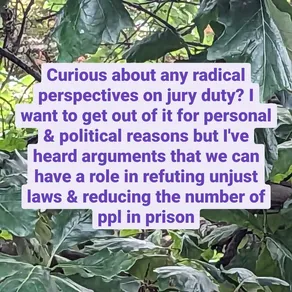 Curious about any radical
perspectives on jury duty? I
want to get out of it for personal
& political reasons but I've
heard arguments that we can
have a role in refuting unjust
laws & reducing the number of
ppl in prison